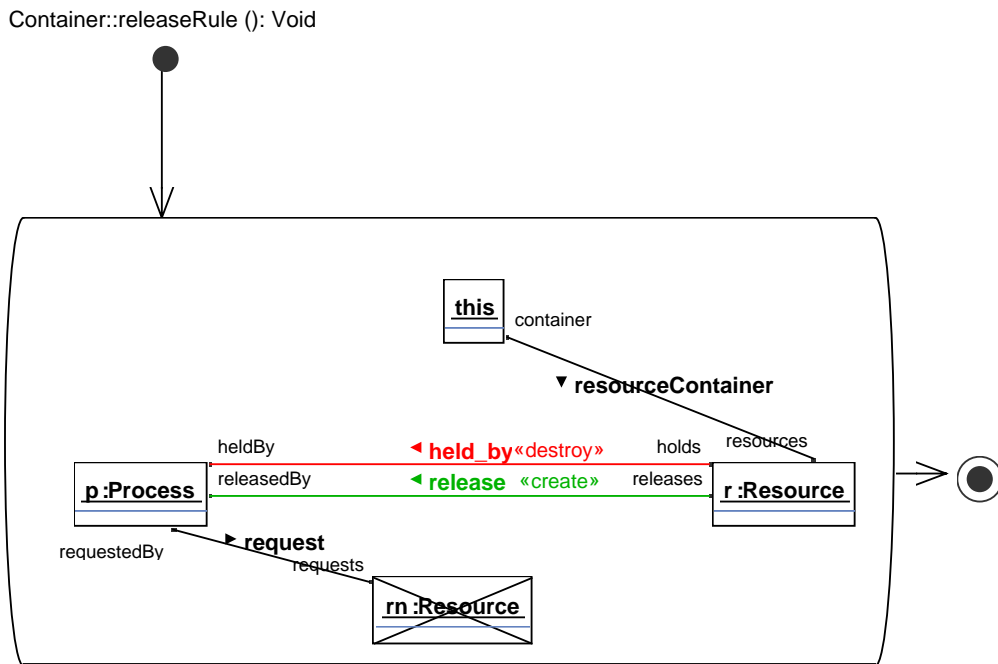 Container::releaseRule (): Void
this
container
resourceContainer
resources
heldBy
held_by «destroy»
holds
releasedBy
release «create»
releases
p :Process
r :Resource
requestedBy
request
requests
rn :Resource